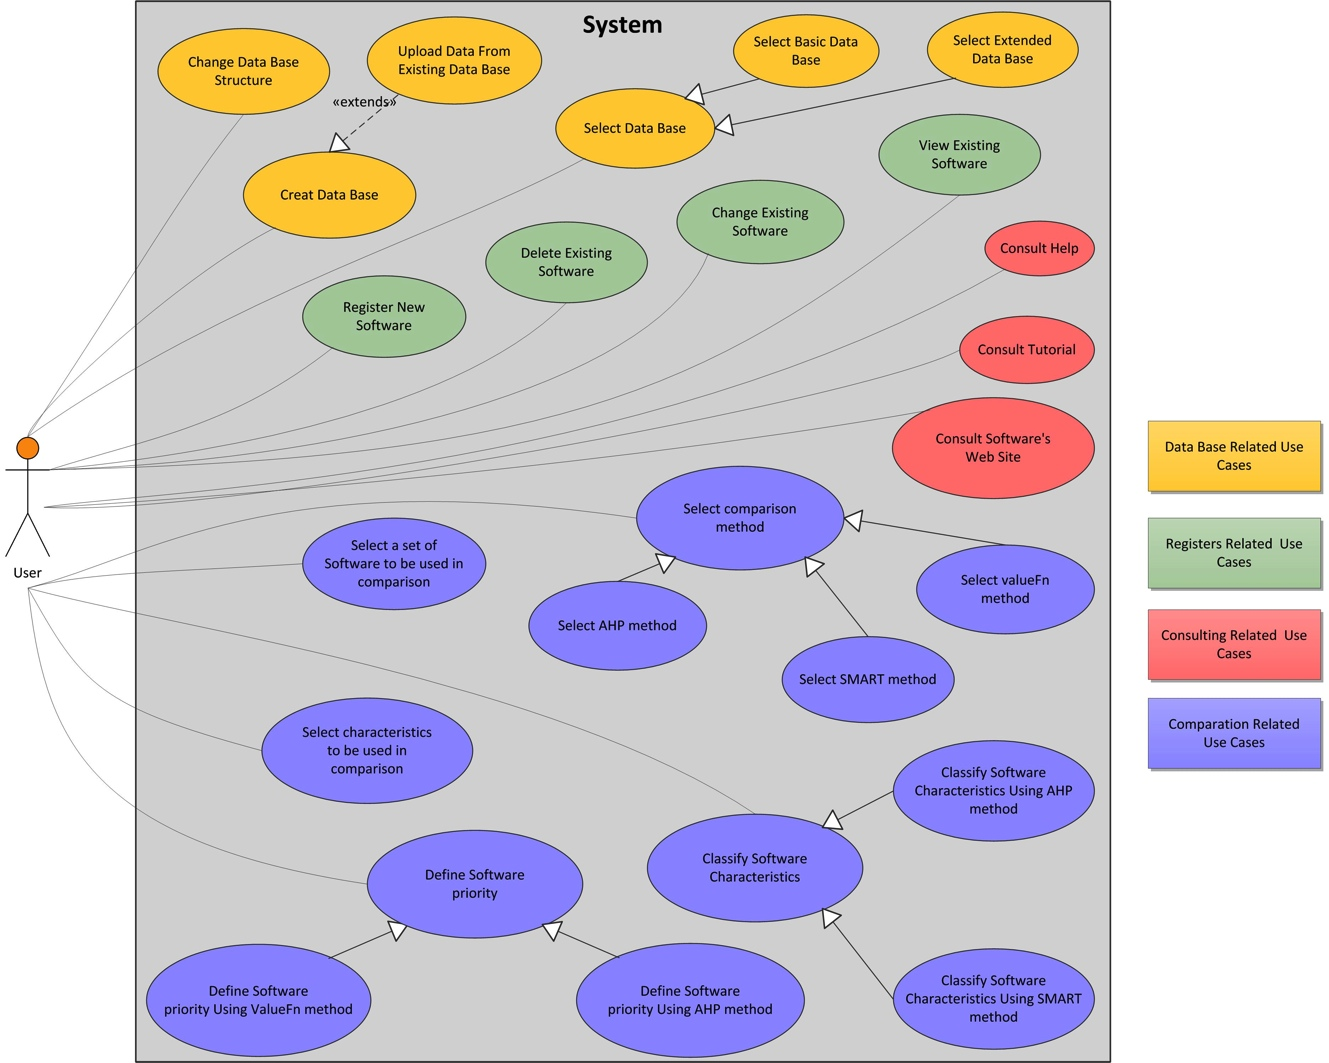 System
Change Data Base
Structure
Upload Data From
Existing Data Base
Select Basic Data
Base
Select Extended
Data Base
«extends»
Select Data Base
View Existing
Software
Creat Data Base
Change Existing
Software
Delete Existing
Software
Consult Help
Register New
Software
Consult Tutorial
Consult Software's
Web Site
Select comparison
method
Select a set of
Software to be used in
comparison
User
Select valueFn
method
Select AHP method
Select SMART method
Select characteristics
to be used in
comparison
Classify Software
Characteristics Using AHP
method
Classify Software
Characteristics
Define Software
priority
Define Software
priority Using ValueFn method
Define Software
priority Using AHP method
Classify Software
Characteristics Using SMART
method
Data Base Related Use
Cases
Registers Related  Use
Cases
Consulting Related  Use
Cases
Comparation Related
Use Cases